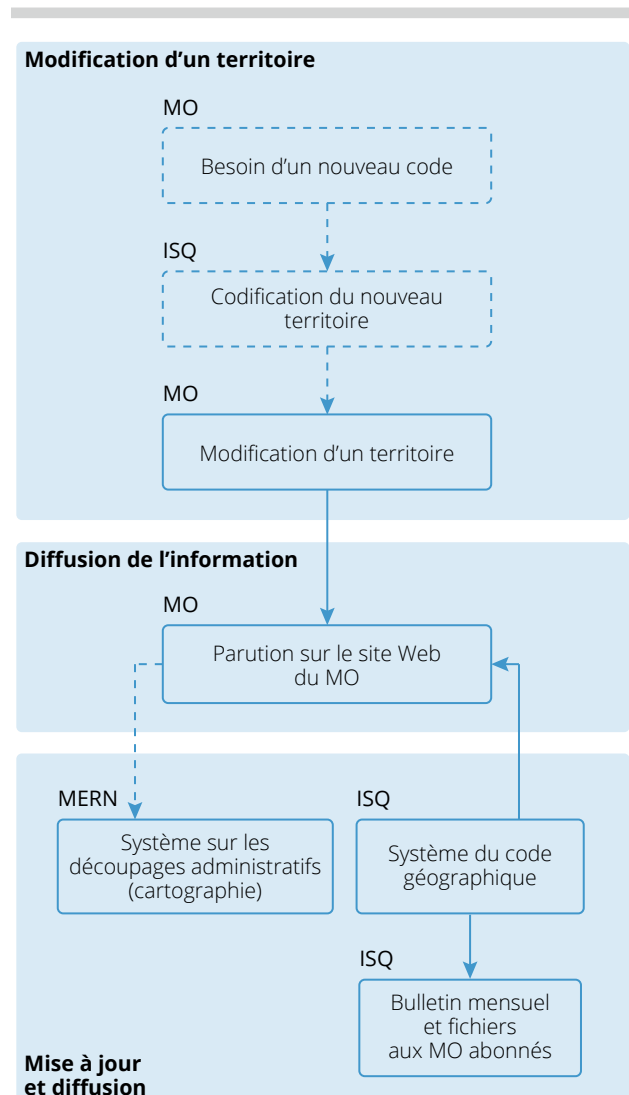 Modification d’un territoire
MO
Besoin d’un nouveau code
ISQ
Codification du nouveau
territoire
MO
Modification d’un territoire
Diffusion de l’information
MO
Parution sur le site Web
du MO
MERN
Système sur les
découpages administratifs
(cartographie)
ISQ
Système du code
géographique
ISQ
Bulletin mensuel
et fichiers
aux MO abonnés
Mise à jour
et diffusion